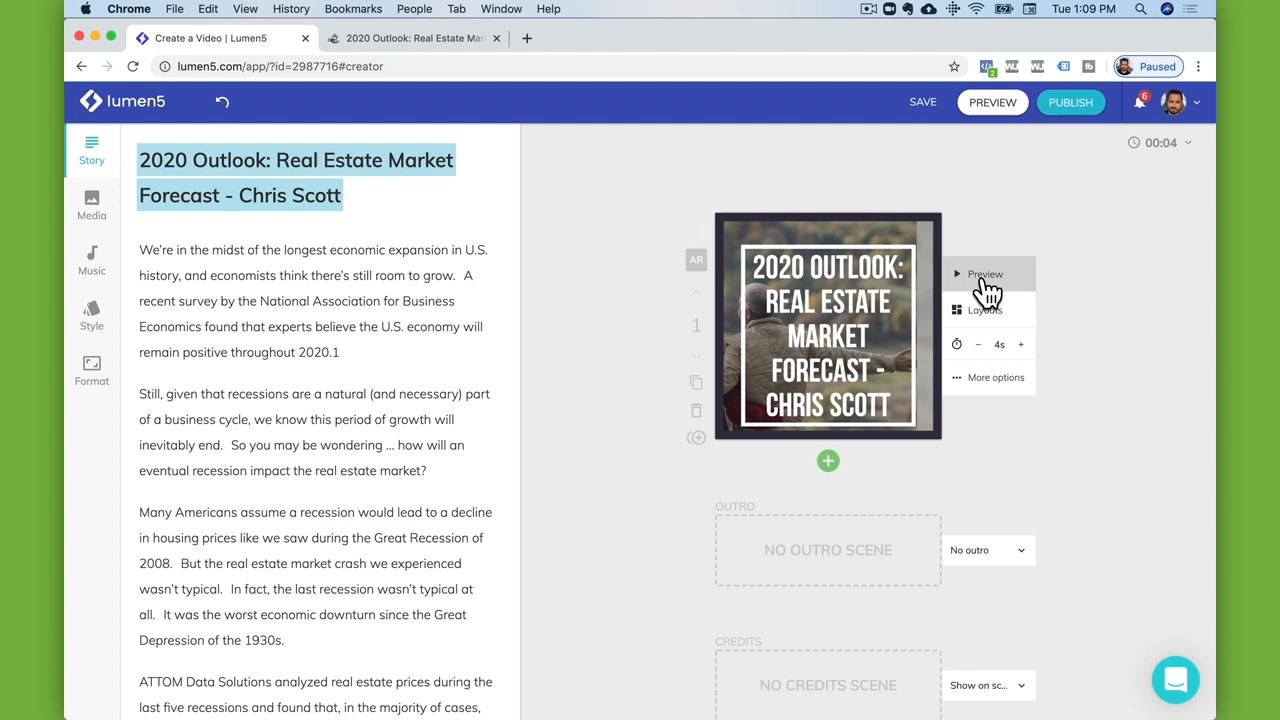 Chrome File Edit View History Bookmarks People Tab Window Help Tue 1:09 PM
Create a Video | Lumen5
2020 Outlook: Real Estate Mar
lumen5.com/app/?id=2987716#creator
2
Paused
lumen5
SAVE
PREVIEW
PUBLISH
6
Story
Media
Music
Style
Format
2020 Outlook: Real Estate Market
Forecast - Chris Scott
We're in the midst of the longest economic expansion in U.S.
history, and economists think there's still room to grow. A
recent survey by the National Association for Business
Economics found that experts believe the U.S. economy will
remain positive throughout 2020.1
Still, given that recessions are a natural (and necessary) part
of a business cycle, we know this period of growth will
inevitably end. So you may be wondering ... how will an
eventual recession impact the real estate market?
Many Americans assume a recession would lead to a decline
in housing prices like we saw during the Great Recession of
2008. But the real estate market crash we experienced
wasn't typical. In fact, the last recession wasn't typical at
all. It was the worst economic downturn since the Great
Depression of the 1930s.
ATTOM Data Solutions analyzed real estate prices during the
last five recessions and found that, in the majority of cases,
00:04
AR
1
2020 OUTLOOK:
REAL ESTATE
MARKET
FORECAST -
CHRIS SCOTT
Preview
Layouts
− 4s +
More options
OUTRO
NO OUTRO SCENE
No outro
CREDITS
NO CREDITS SCENE
Show on sc...